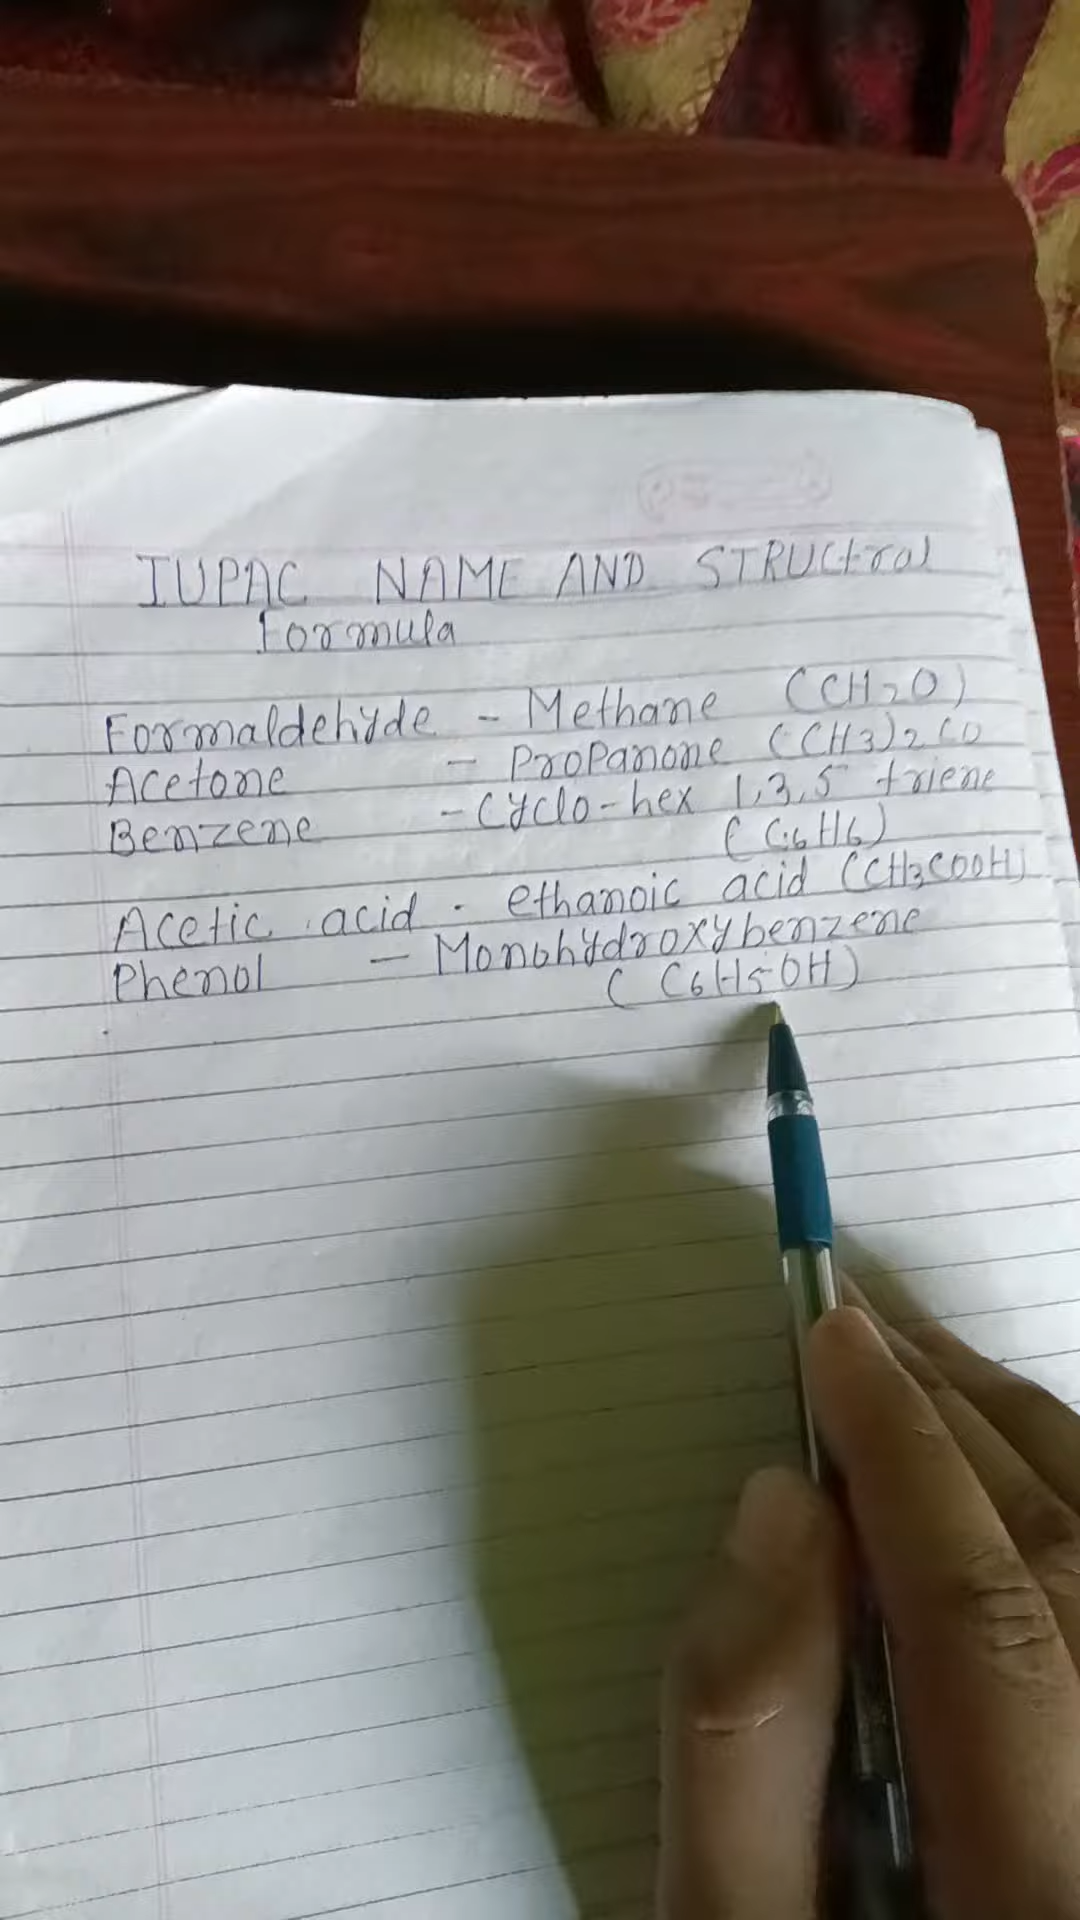 IUPAC NAME AND STRUCtral
Formula
Formaldehyde - Methane (CH2O)
Acetone - Propanone (CH3)2CO
Benzene - Cyclo-hex 1,3,5 triene
(C6H6)
Acetic acid - ethanoic acid (CH3COOH)
Phenol - Monohydroxybenzene
(C6H5OH)